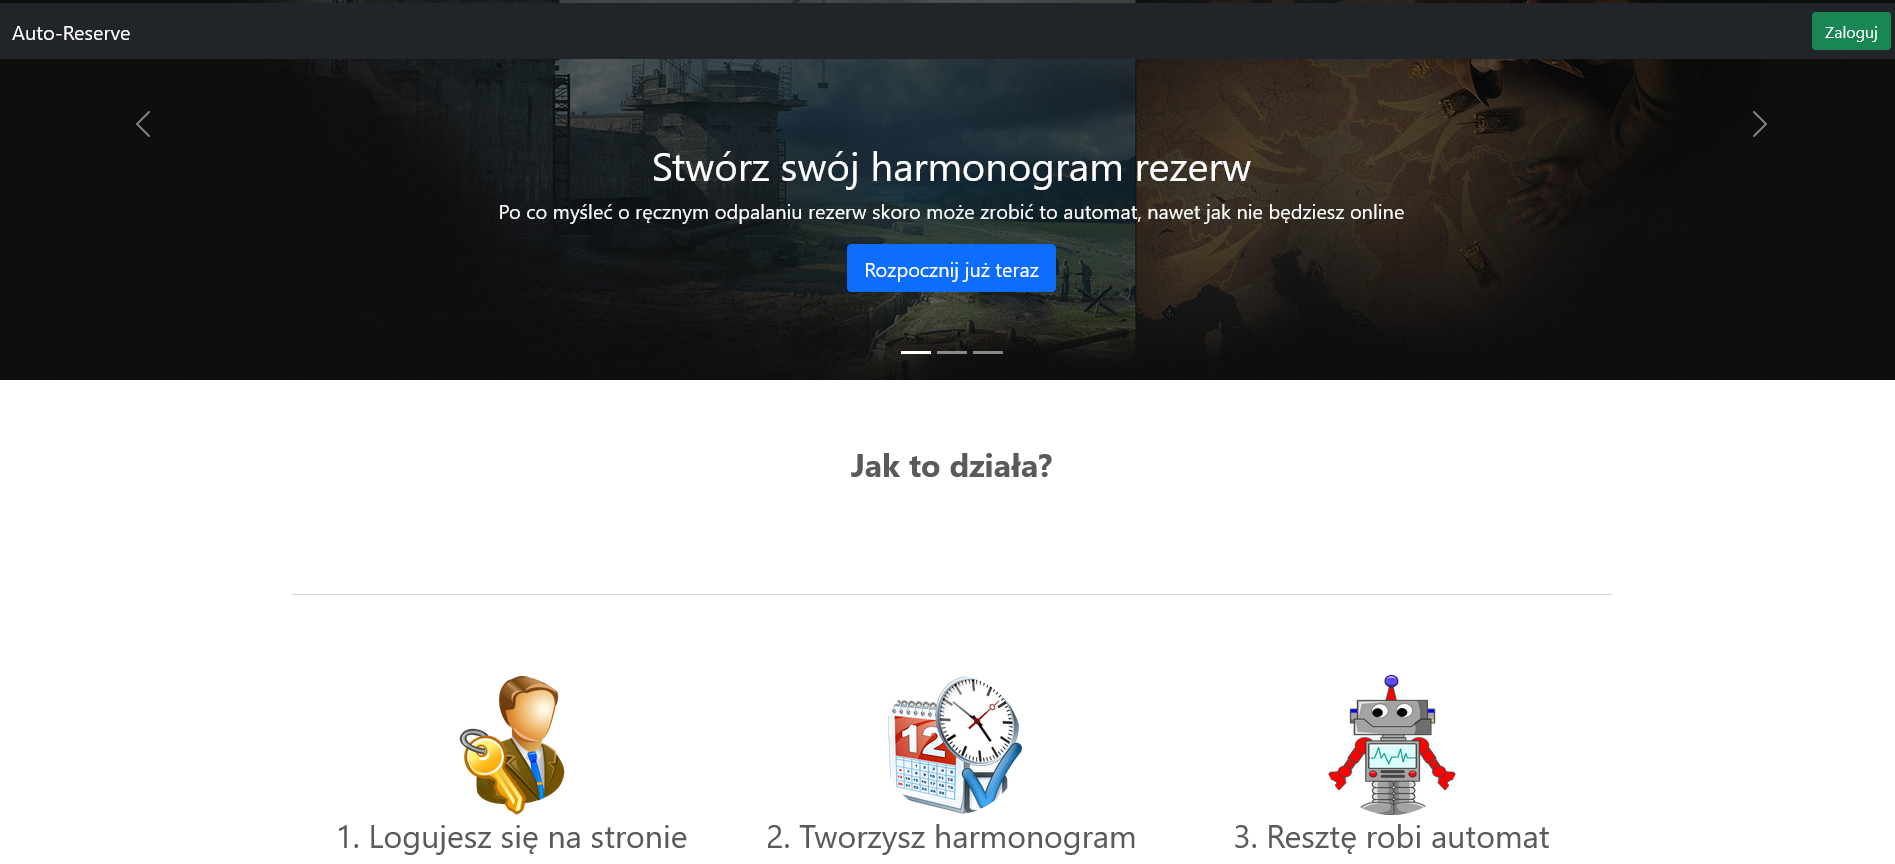 Auto-Reserve
Zaloguj
Stwórz swój harmonogram rezerw
Po co myśleć o ręcznym odpalaniu rezerw skoro może zrobić to automat, nawet jak nie będziesz online
Rozpocznij już teraz
Jak to działa?
12
1. Logujesz się na stronie
2. Tworzysz harmonogram
3. Resztę robi automat